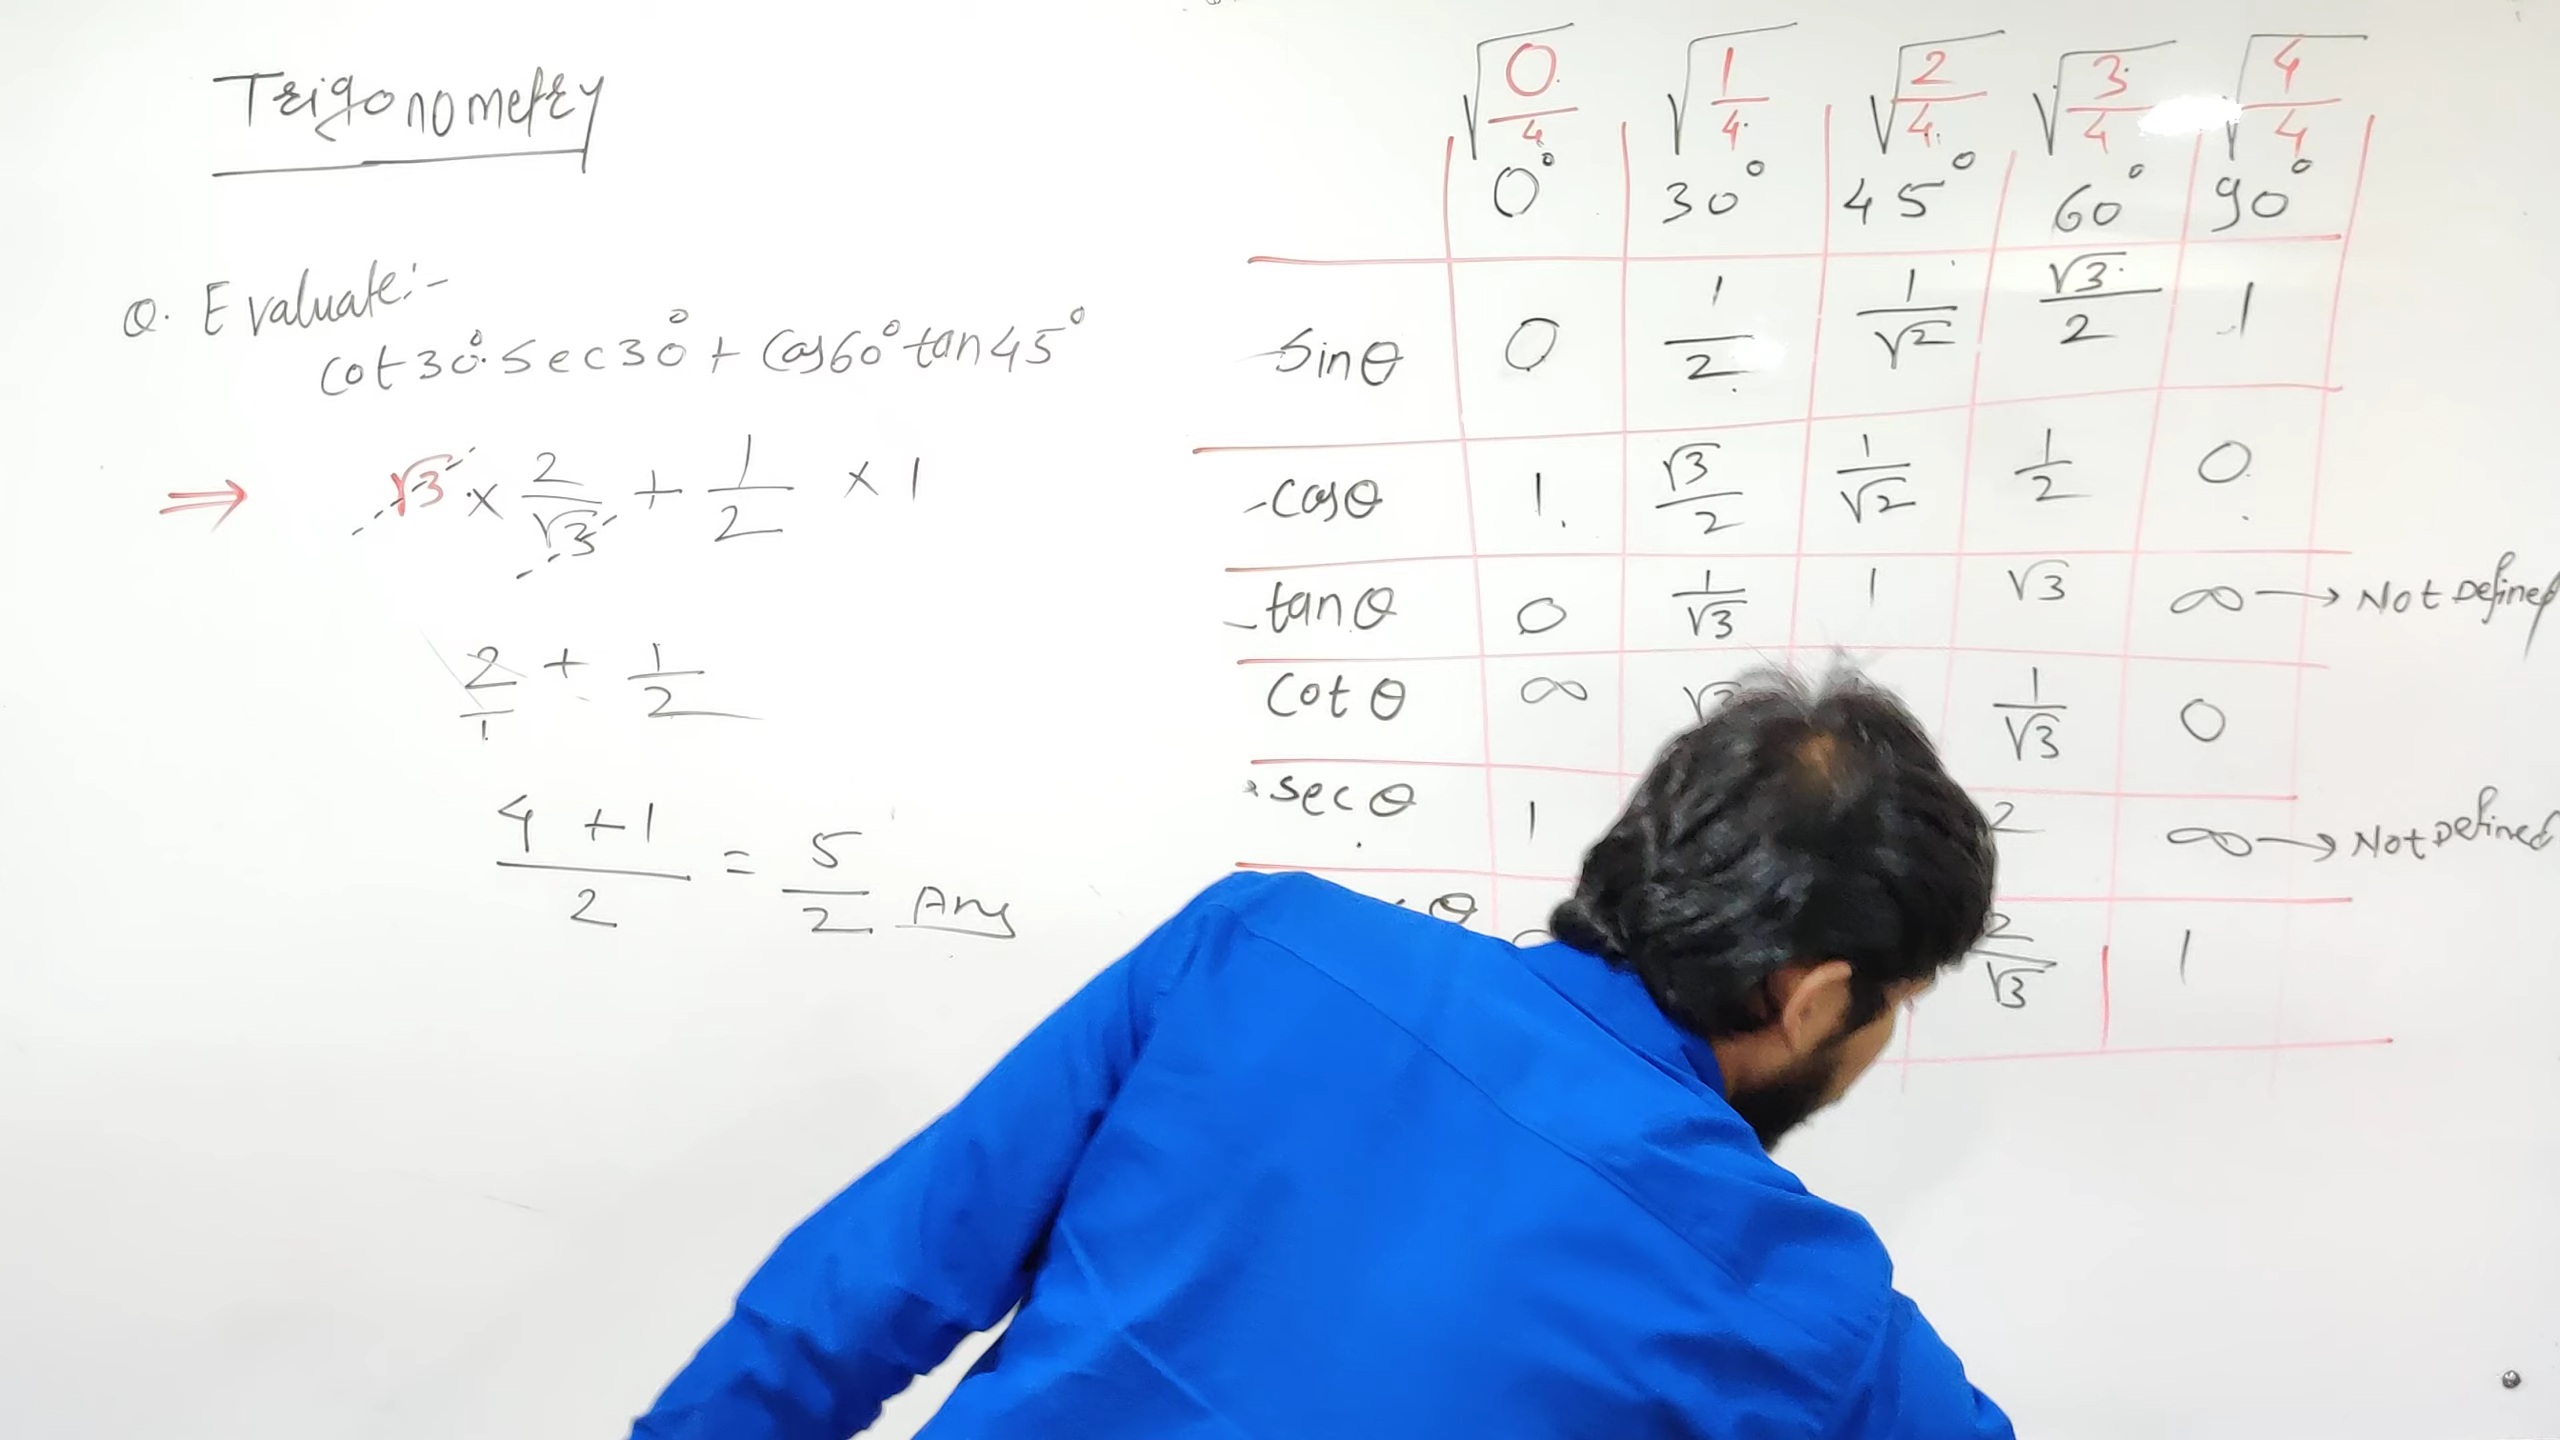 Trigonometry
Q. Evaluate:-
cot30°.Sec30° + Cos60° tan45°
⇒ √3 × 2/√3 + 1/2 × 1
2/1 + 1/2
(4 + 1)/2 = 5/2 Ans
√(0/4) √(1/4) √(2/4) √(3/4) √(4/4)
0° 30° 45° 60° 90°
Sinθ 0 1/2 1/√2 √3/2 1
Cosθ 1 √3/2 1/√2 1/2 0
tanθ 0 1/√3 1 √3 ∞ → Not Defined
Cotθ ∞ 1/√3 0
Secθ 1 2 ∞ → Not Defined
θ 2/√3 1